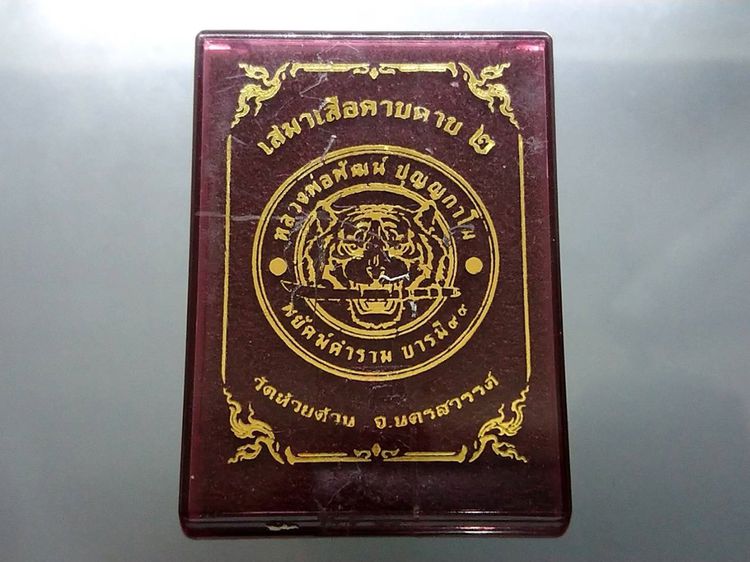 เสมาเสือคาบดาบ ๒
หลวงพ่อพัฒน์ ปุญญกาโม
พยัคฆ์คำราม บารมี๙๙
วัดห้วยด้วน จ.นครสวรรค์